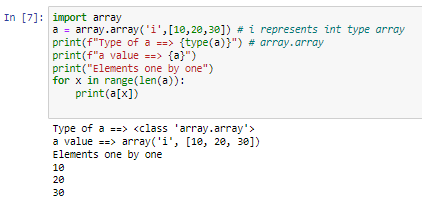 In [7]: import array
a = array.array('i',[10,20,30]) # i represents int type array
print(f"Type of a ==> {type(a)}") # array.array
print(f"a value ==> {a}")
print("Elements one by one")
for x in range(len(a)):
    print(a[x])
Type of a ==> <class 'array.array'>
a value ==> array('i', [10, 20, 30])
Elements one by one
10
20
30